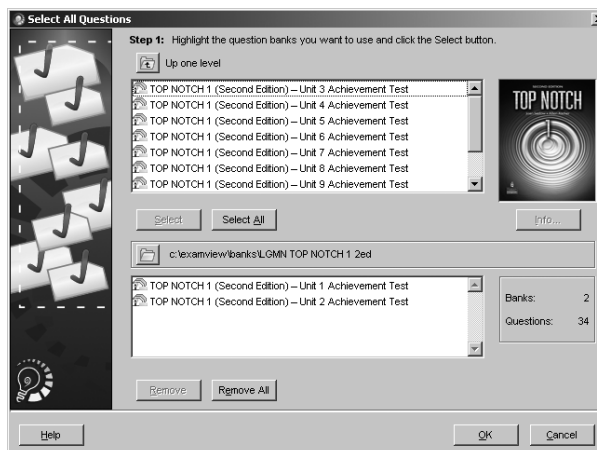 Select All Questions
Step 1: Highlight the question banks you want to use and click the Select button.
Up one level
TOP NOTCH 1 (Second Edition) – Unit 3 Achievement Test
TOP NOTCH 1 (Second Edition) – Unit 4 Achievement Test
TOP NOTCH 1 (Second Edition) – Unit 5 Achievement Test
TOP NOTCH 1 (Second Edition) – Unit 6 Achievement Test
TOP NOTCH 1 (Second Edition) – Unit 7 Achievement Test
TOP NOTCH 1 (Second Edition) – Unit 8 Achievement Test
TOP NOTCH 1 (Second Edition) – Unit 9 Achievement Test
SECOND EDITION
TOP NOTCH
Select
Select All
Info...
c:\examview\banks\LGMN TOP NOTCH 1 2ed
TOP NOTCH 1 (Second Edition) – Unit 1 Achievement Test
TOP NOTCH 1 (Second Edition) – Unit 2 Achievement Test
Banks: 2
Questions: 34
Remove
Remove All
Help
OK
Cancel